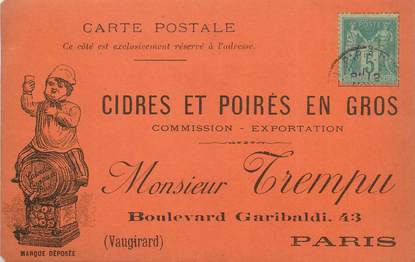 CARTE POSTALE
Ce côté est exclusivement réservé à l'adresse.
CIDRES ET POIRÉS EN GROS
COMMISSION - EXPORTATION
Monsieur Trempu
Boulevard Garibaldi. 43
(Vaugirard) PARIS
MARQUE DÉPOSÉE